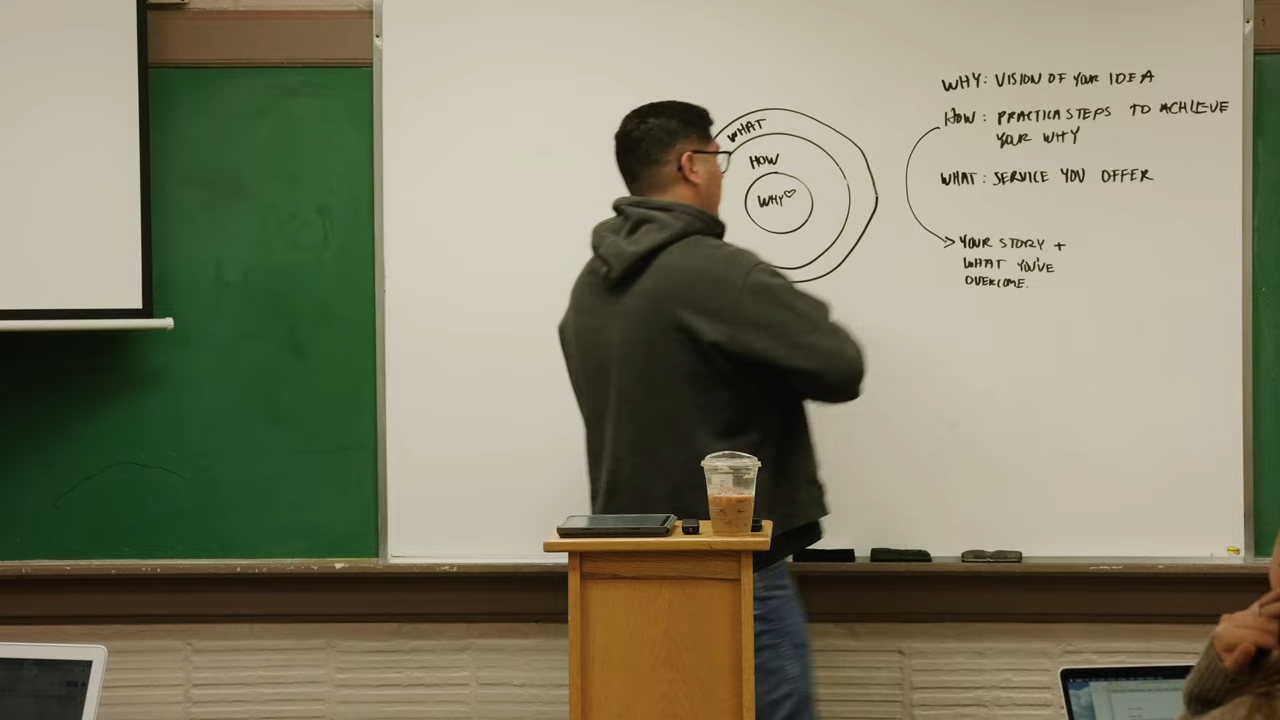 WHAT
HOW
WHY♡
WHY: VISION OF YOUR IDEA
HOW: PRACTICA STEPS TO ACHIEVE
YOUR WHY
WHAT: SERVICE YOU OFFER
YOUR STORY +
WHAT YOU'VE
OVERCOME.